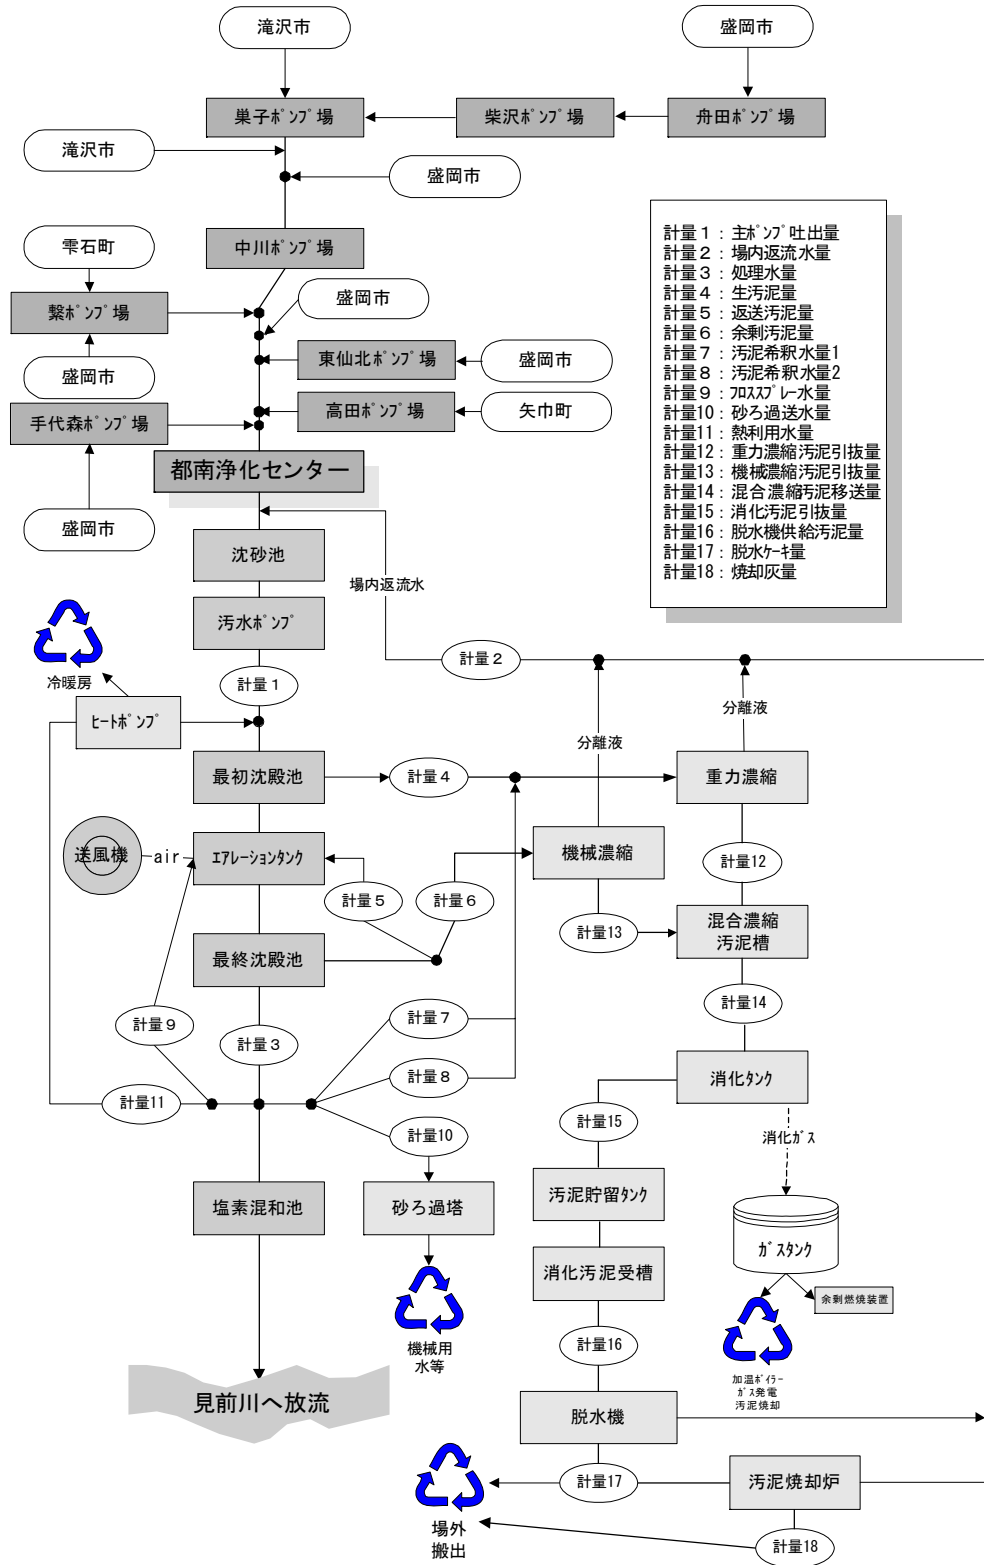 滝沢市
盛岡市
巣子ﾎﾟﾝﾌﾟ場
柴沢ﾎﾟﾝﾌﾟ場
舟田ﾎﾟﾝﾌﾟ場
滝沢市
盛岡市
雫石町
中川ﾎﾟﾝﾌﾟ場
盛岡市
繋ﾎﾟﾝﾌﾟ場
東仙北ﾎﾟﾝﾌﾟ場
盛岡市
盛岡市
手代森ﾎﾟﾝﾌﾟ場
高田ﾎﾟﾝﾌﾟ場
矢巾町
都南浄化センター
盛岡市
計量１：主ﾎﾟﾝﾌﾟ吐出量
計量２：場内返流水量
計量３：処理水量
計量４：生汚泥量
計量５：返送汚泥量
計量６：余剰汚泥量
計量７：汚泥希釈水量1
計量８：汚泥希釈水量2
計量９：ﾌﾛｽｽﾌﾟﾚｰ水量
計量10：砂ろ過送水量
計量11：熱利用水量
計量12：重力濃縮汚泥引抜量
計量13：機械濃縮汚泥引抜量
計量14：混合濃縮汚泥移送量
計量15：消化汚泥引抜量
計量16：脱水機供給汚泥量
計量17：脱水ｹｰｷ量
計量18：焼却灰量
沈砂池
場内返流水
汚水ﾎﾟﾝﾌﾟ
計量２
冷暖房
計量１
ﾋｰﾄﾎﾟﾝﾌﾟ
分離液
分離液
最初沈殿池
計量４
重力濃縮
送風機
air
ｴｱﾚｰｼｮﾝﾀﾝｸ
機械濃縮
計量12
計量５
計量６
計量13
混合濃縮
汚泥槽
最終沈殿池
計量14
計量９
計量３
計量７
計量８
消化ﾀﾝｸ
計量11
計量10
計量15
消化ｶﾞｽ
塩素混和池
砂ろ過塔
汚泥貯留ﾀﾝｸ
ｶﾞｽﾀﾝｸ
消化汚泥受槽
余剰燃焼装置
機械用
水等
計量16
加温ﾎﾞｲﾗｰ
ｶﾞｽ発電
汚泥焼却
見前川へ放流
脱水機
計量17
汚泥焼却炉
場外
搬出
計量18